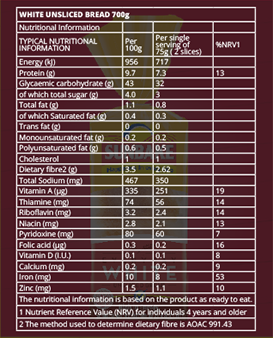 WHITE UNSLICED BREAD 700g
Nutritional Information
TYPICAL NUTRITIONAL INFORMATION Per 100g Per single serving of 75g ( 2 slices) %NRV1
Energy (kJ) 956 717
Protein (g) 9.7 7.3 13
Glycaemic carbohydrate (g) 43 32
of which total sugar (g) 4.0 3
Total fat (g) 1.1 0.8
of which Saturated fat (g) 0.4 0.3
Trans fat (g) 0 0
Monounsaturated fat (g) 0.2 0.2
Polyunsaturated fat (g) 0.6 0.5
Cholesterol 1 1
Dietary fibre2 (g) 3.5 2.62
Total Sodium (mg) 467 350
Vitamin A (µg) 335 251 19
Thiamine (mg) 74 56 14
Riboflavin (mg) 3.2 2.4 14
Niacin (mg) 2.8 2.1 13
Pyridoxine (mg) 80 60 7
Folic acid (µg) 0.3 0.2 16
Vitamin D (I.U.) 0.1 0.1 8
Calcium (mg) 0.2 0.2 9
Iron (mg) 10 8 53
Zinc (mg) 1.5 1.1 10
The nutritional information is based on the product as ready to eat.
1 Nutrient Reference Value (NRV) for individuals 4 years and older
2 The method used to determine dietary fibre is AOAC 991.43